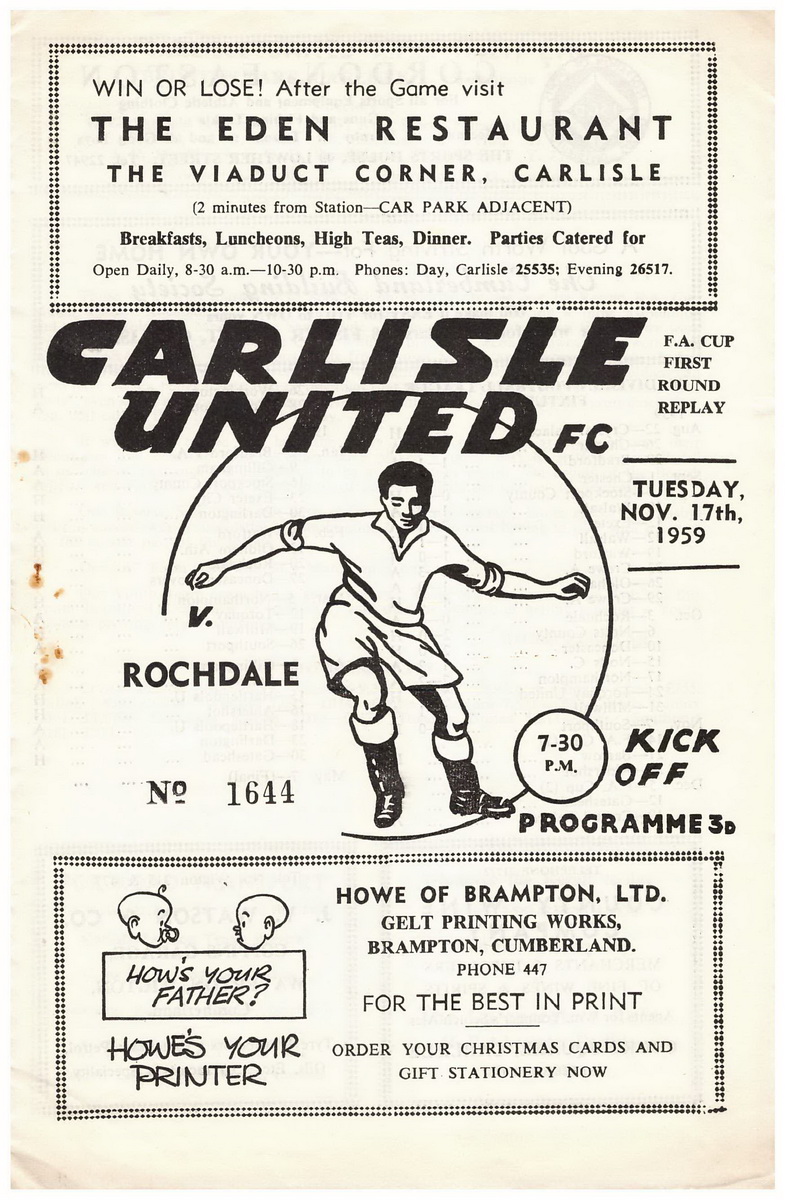 WIN OR LOSE! After the Game visit
THE EDEN RESTAURANT
THE VIADUCT CORNER, CARLISLE
(2 minutes from Station—CAR PARK ADJACENT)
Breakfasts, Luncheons, High Teas, Dinner. Parties Catered for
Open Daily, 8-30 a.m.—10-30 p.m. Phones: Day, Carlisle 25535; Evening 26517.
CARLISLE
UNITED FC
F.A. CUP
FIRST
ROUND
REPLAY
TUESDAY,
NOV. 17th,
1959
V.
ROCHDALE
Nº 1644
7-30
P.M.
KICK
OFF
PROGRAMME 3D
HOW'S YOUR
FATHER?
HOWE'S YOUR
PRINTER
HOWE OF BRAMPTON, LTD.
GELT PRINTING WORKS,
BRAMPTON, CUMBERLAND.
PHONE 447
FOR THE BEST IN PRINT
ORDER YOUR CHRISTMAS CARDS AND
GIFT STATIONERY NOW